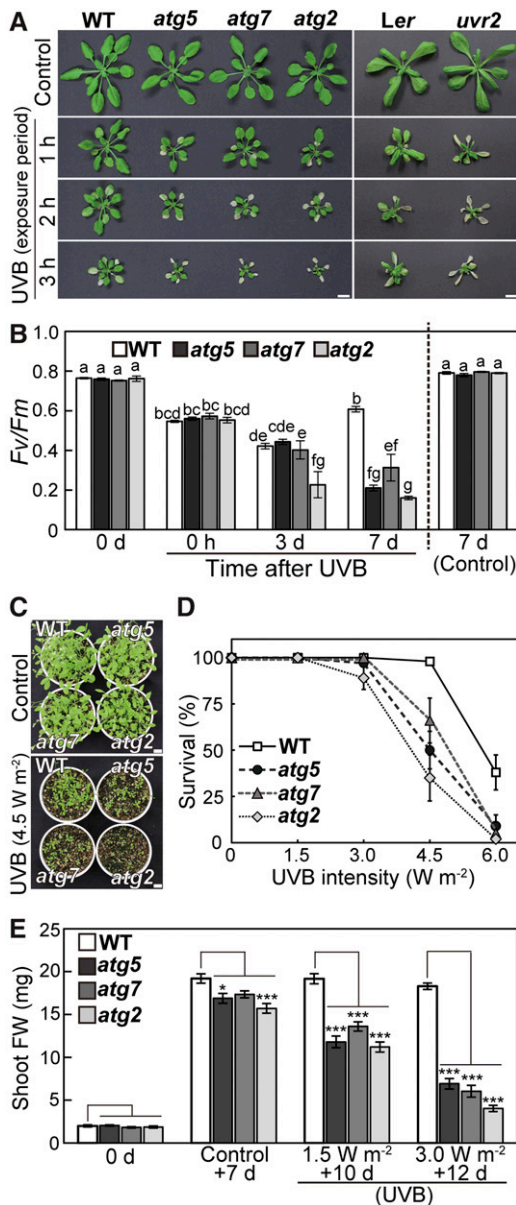 A
WT atg5 atg7 atg2 Ler uvr2
Control
UVB (exposure period)
1 h
2 h
3 h
B
WT atg5 atg7 atg2
Fv/Fm
1.0
0.8
0.6
0.4
0.2
0
a a a a
bcd bc bc bcd
de cde e fg
b fg ef g
a a a a
0 d 0 h 3 d 7 d 7 d
Time after UVB (Control)
C
Control
WT atg5
atg7 atg2
UVB (4.5 W m-2)
WT atg5
atg7 atg2
D
Survival (%)
100
75
50
25
0
WT
atg5
atg7
atg2
0 1.5 3.0 4.5 6.0
UVB intensity (W m-2)
E
Shoot FW (mg)
25
20
15
10
5
0
WT
atg5
atg7
atg2
* ***
*** *** ***
*** *** ***
0 d Control 1.5 W m-2 3.0 W m-2
+7 d +10 d +12 d
(UVB)